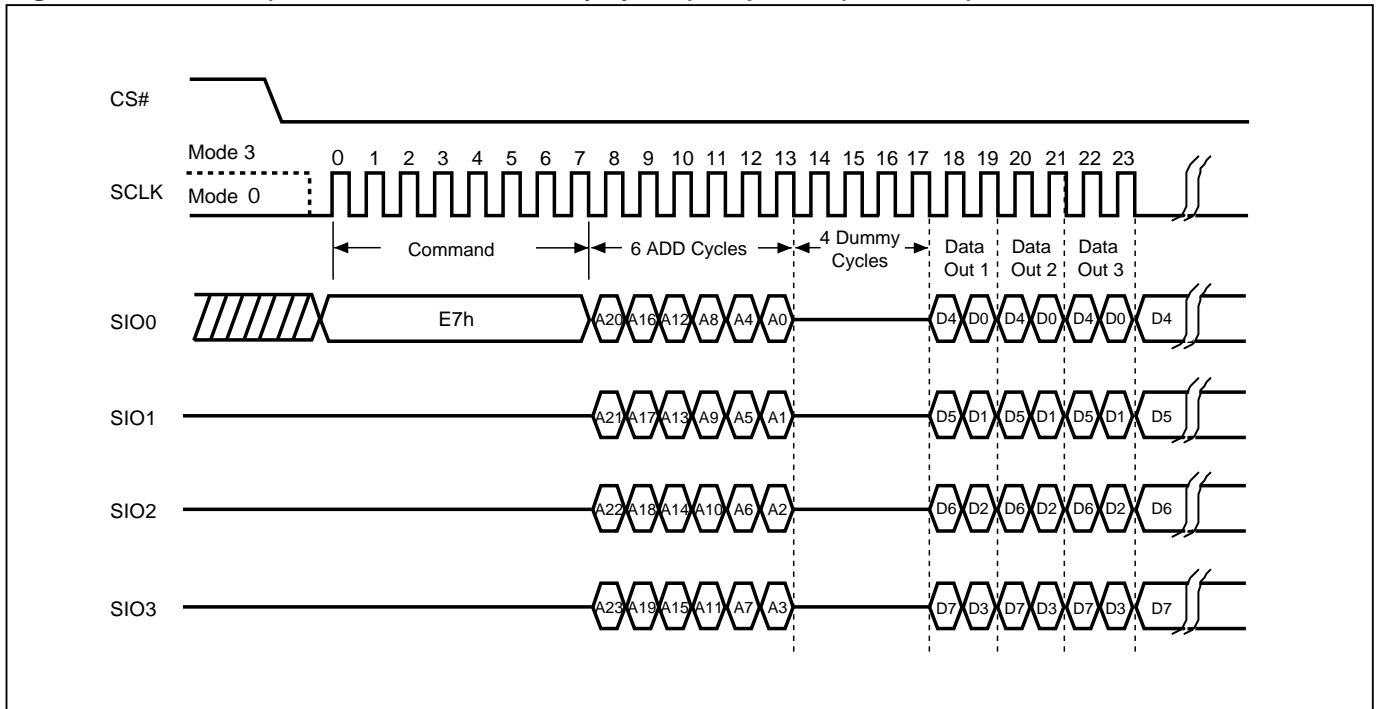 CS#
Mode 3
SCLK
Mode 0
0 1 2 3 4 5 6 7 8 9 10 11 12 13 14 15 16 17 18 19 20 21 22 23
Command
6 ADD Cycles
4 Dummy
Cycles
Data
Out 1
Data
Out 2
Data
Out 3
SIO0
E7h
A20 A16 A12 A8 A4 A0
D4 D0 D4 D0 D4 D0 D4
SIO1
A21 A17 A13 A9 A5 A1
D5 D1 D5 D1 D5 D1 D5
SIO2
A22 A18 A14 A10 A6 A2
D6 D2 D6 D2 D6 D2 D6
SIO3
A23 A19 A15 A11 A7 A3
D7 D3 D7 D3 D7 D3 D7